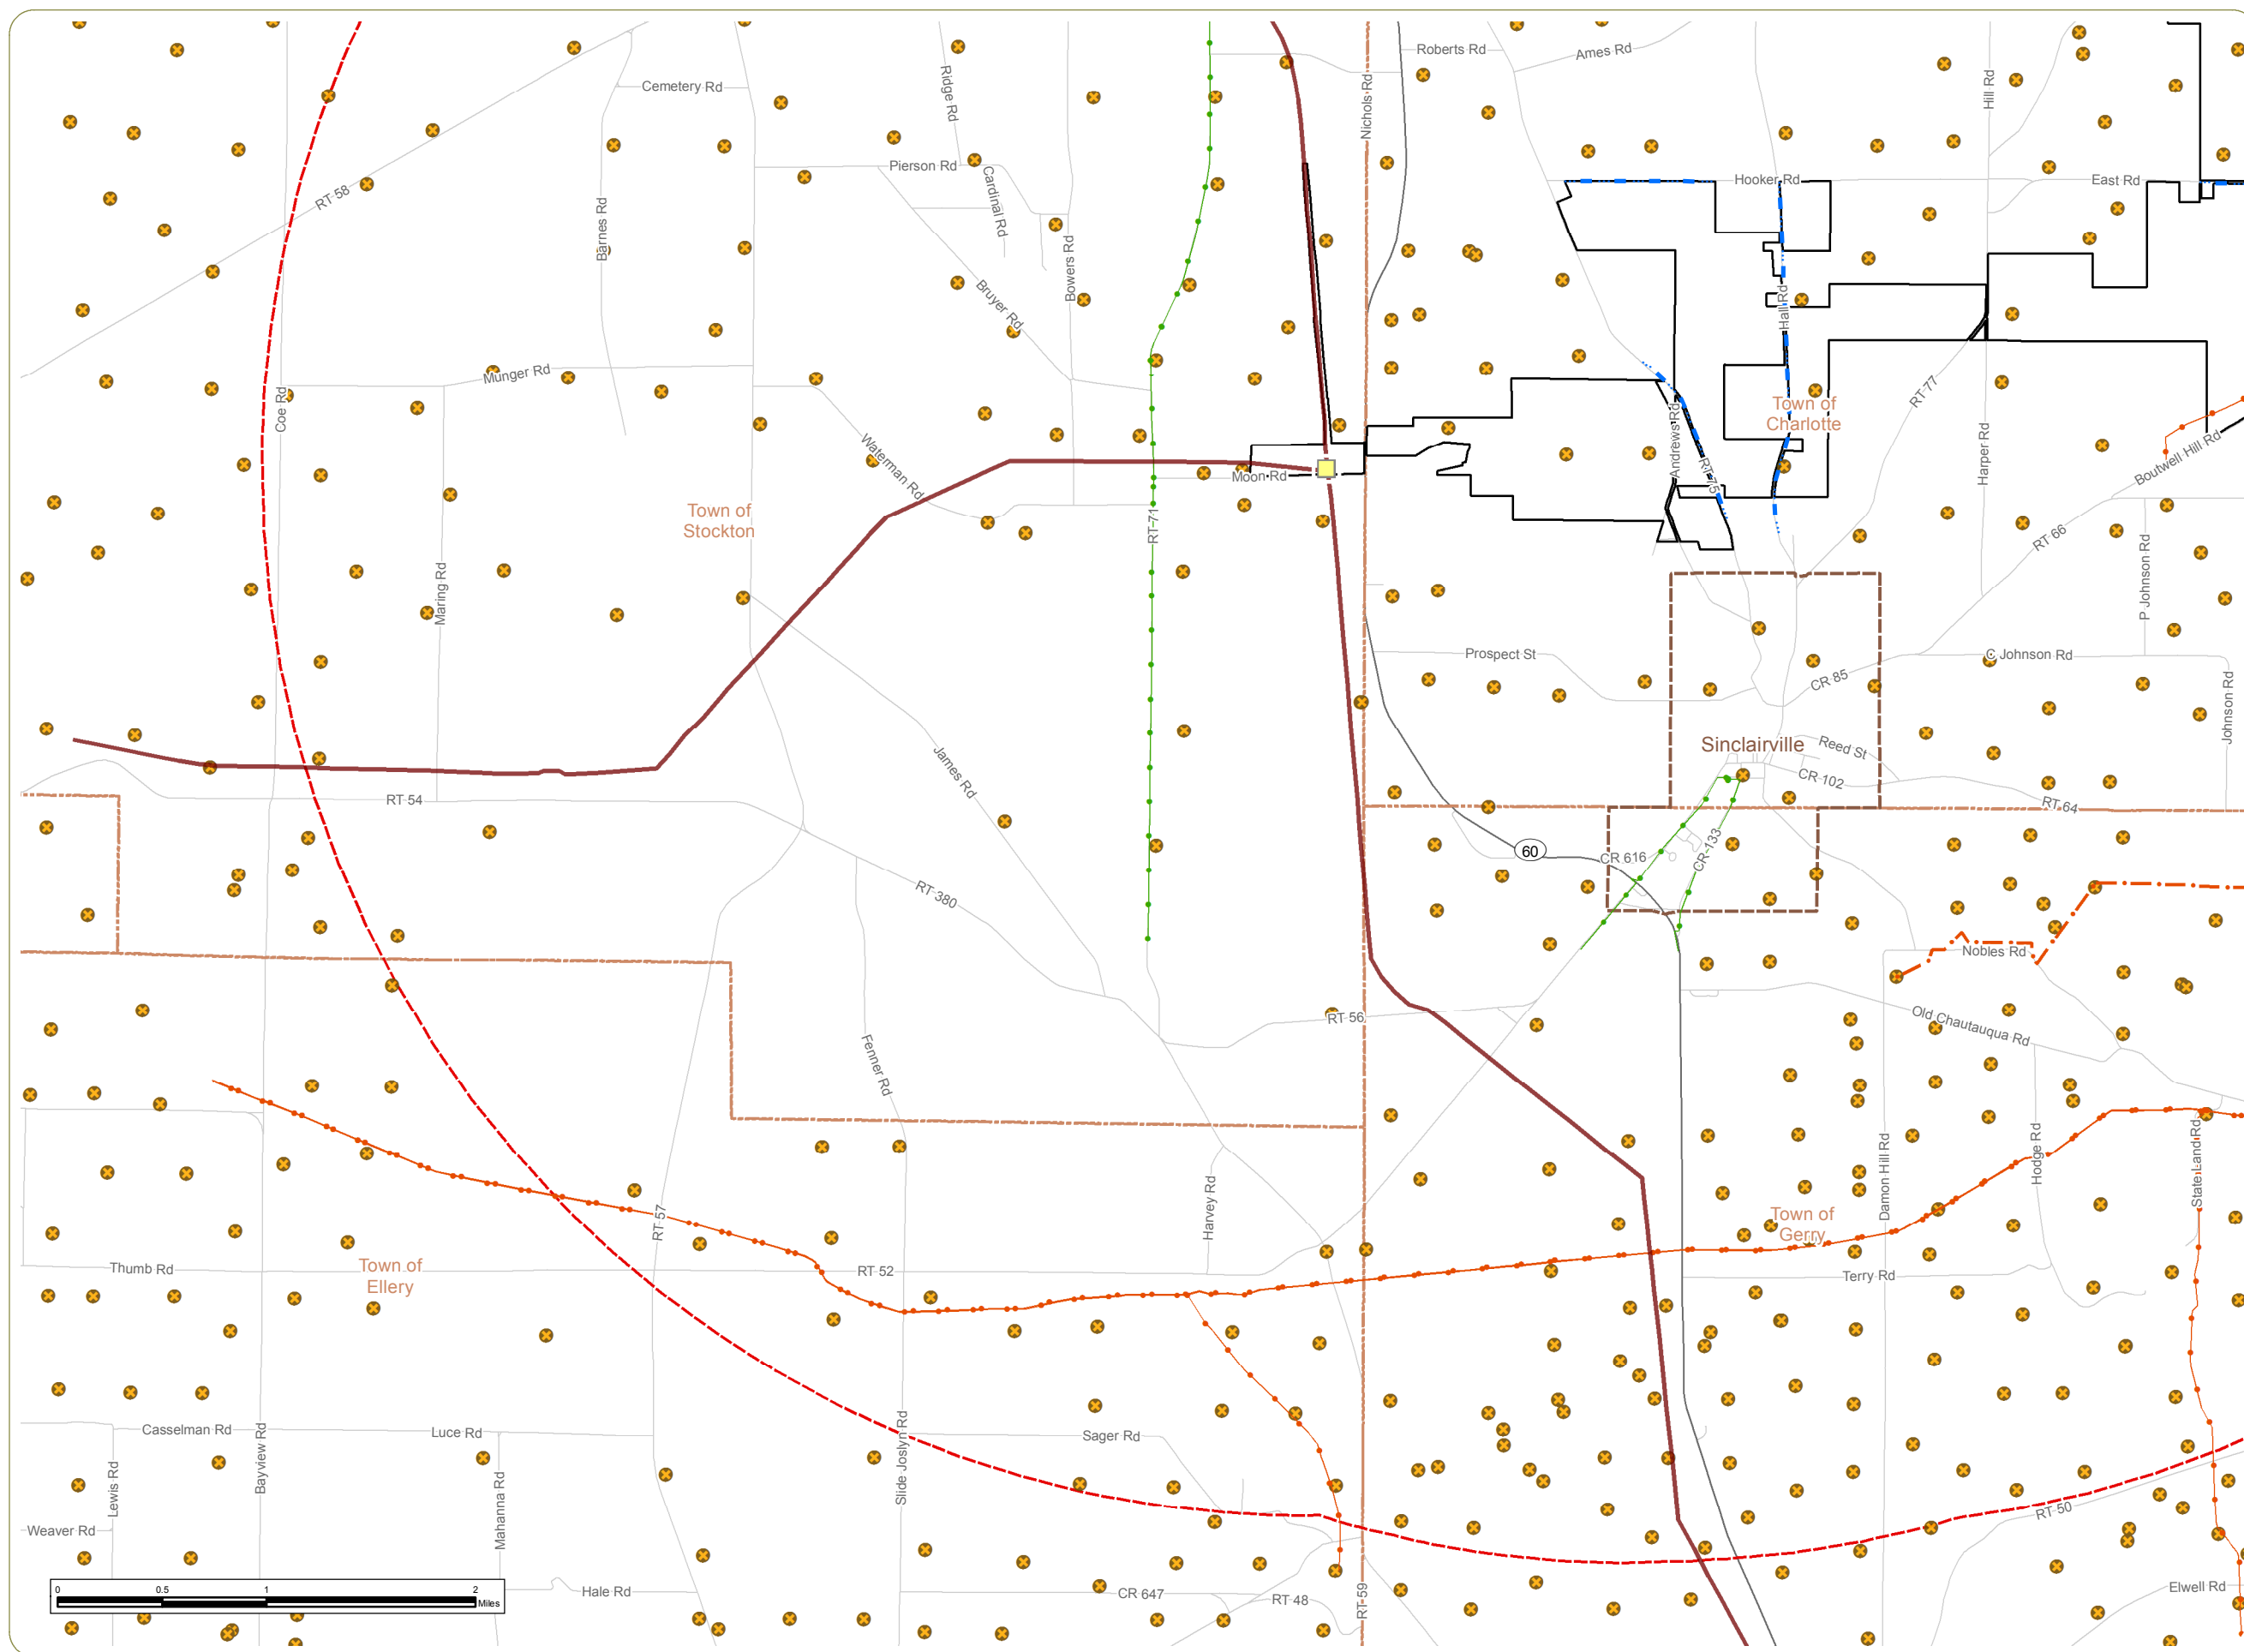 Roberts Rd
Ames Rd
Cemetery Rd
Ridge Rd
Nichols Rd
Hill Rd
RT 58
Pierson Rd
Cardinal Rd
Hooker Rd
East Rd
Barnes Rd
Bowers Rd
Bruyer Rd
Hall Rd
Munger Rd
Coe Rd
RT 77
Town of
Charlotte
Waterman Rd
Andrews Rd
RT 75
Harper Rd
Boutwell Hill Rd
Moon Rd
Town of
Stockton
RT 71
RT 66
Maring Rd
P Johnson Rd
Prospect St
C Johnson Rd
CR 85
Johnson Rd
James Rd
Sinclairville
Reed St
CR 102
RT 54
RT 64
60
CR 616
CR 133
RT 380
Nobles Rd
RT 56
Old Chautauqua Rd
Fenner Rd
Harvey Rd
Damon Hill Rd
Hodge Rd
State Land Rd
RT 57
Town of
Gerry
Town of
Ellery
Thumb Rd
RT 52
Terry Rd
Casselman Rd
Luce Rd
Sager Rd
Lewis Rd
Bayview Rd
Mahanna Rd
Slide Joslyn Rd
RT 50
Weaver Rd
Hale Rd
CR 647
RT 48
RT 59
Elwell Rd
0
0.5
1
2
Miles